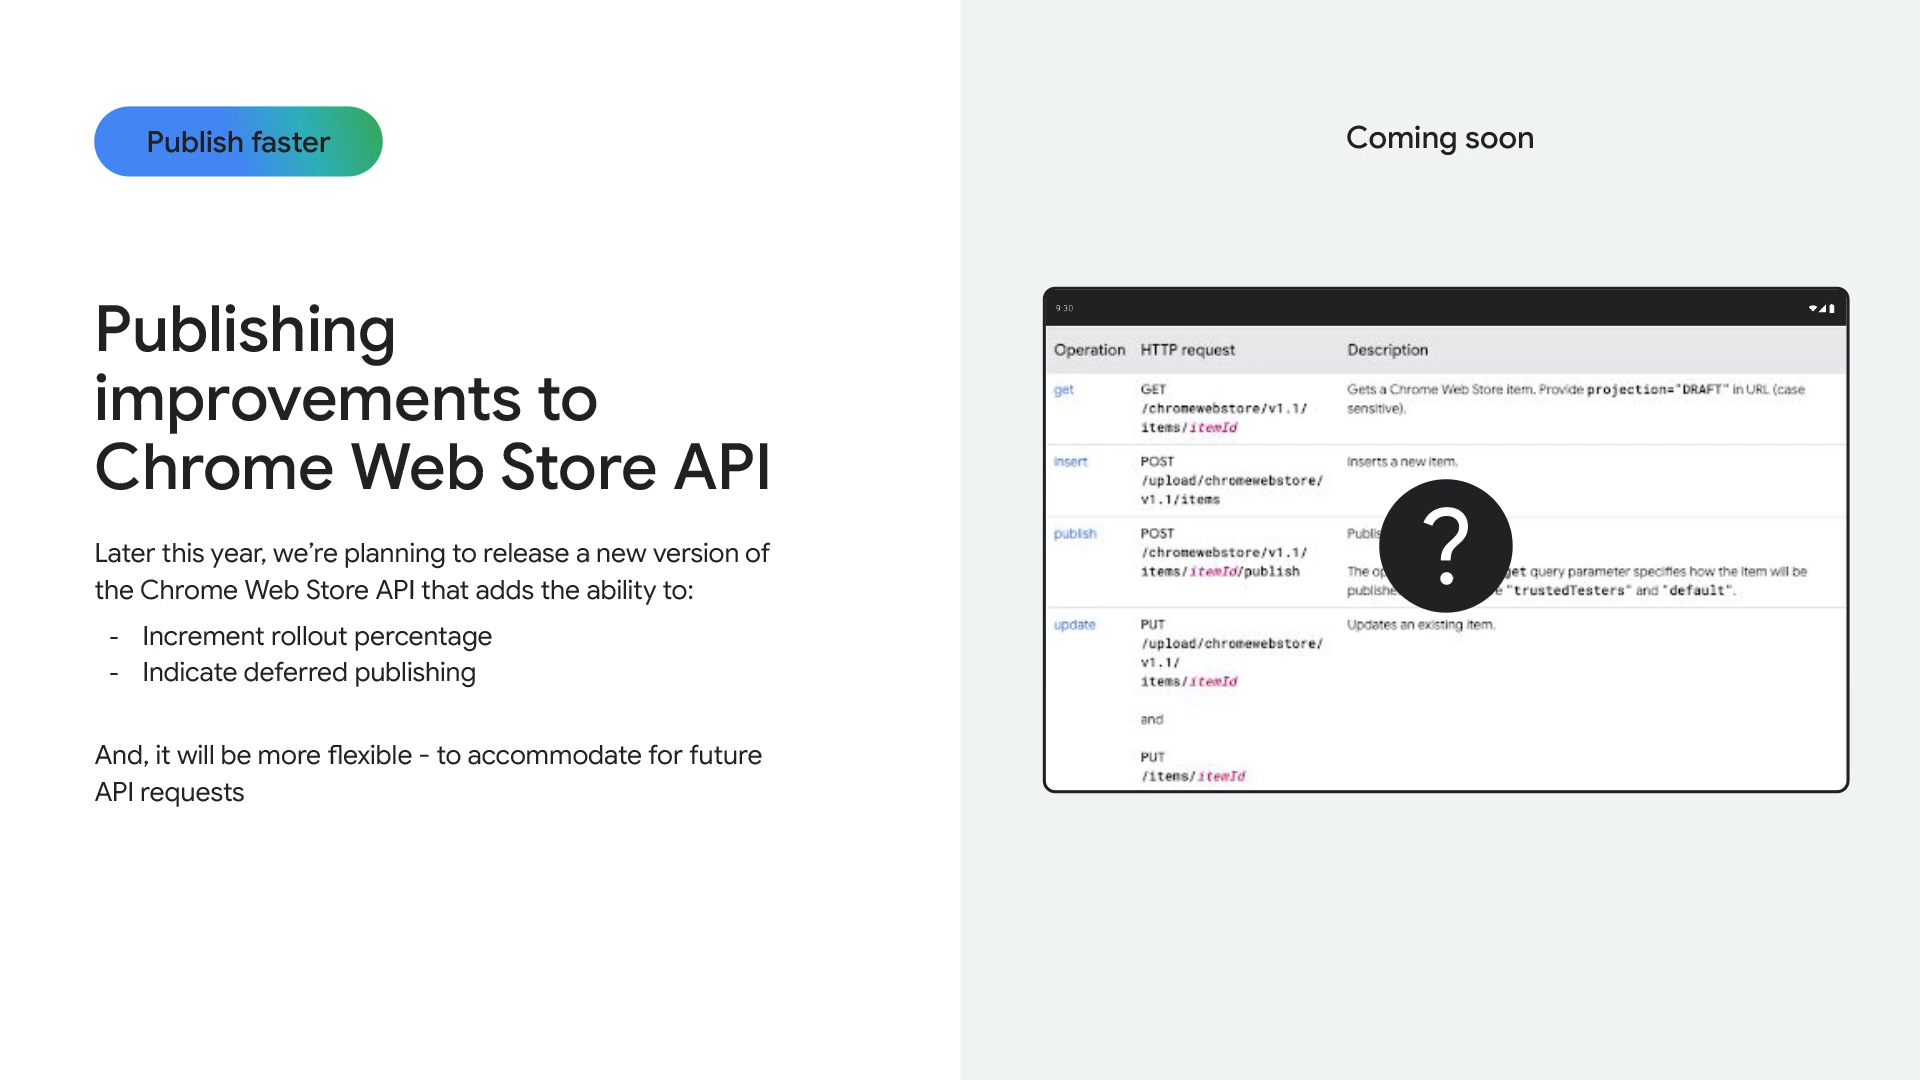 Publish faster
Publishing
improvements to
Chrome Web Store API
Later this year, we’re planning to release a new version of
the Chrome Web Store API that adds the ability to:
- Increment rollout percentage
- Indicate deferred publishing
And, it will be more flexible - to accommodate for future
API requests
Coming soon
9:30
Operation HTTP request Description
get GET Gets a Chrome Web Store item. Provide projection="DRAFT" in URL (case
/chromewebstore/v1.1/ sensitive).
items/itemId
insert POST Inserts a new item.
/upload/chromewebstore/
v1.1/items
publish POST
/chromewebstore/v1.1/
items/itemId/publish The query parameter specifies how the item will be
"trustedTesters" and "default".
?
update PUT Updates an existing item.
/upload/chromewebstore/
v1.1/
items/itemId
and
PUT
/items/itemId